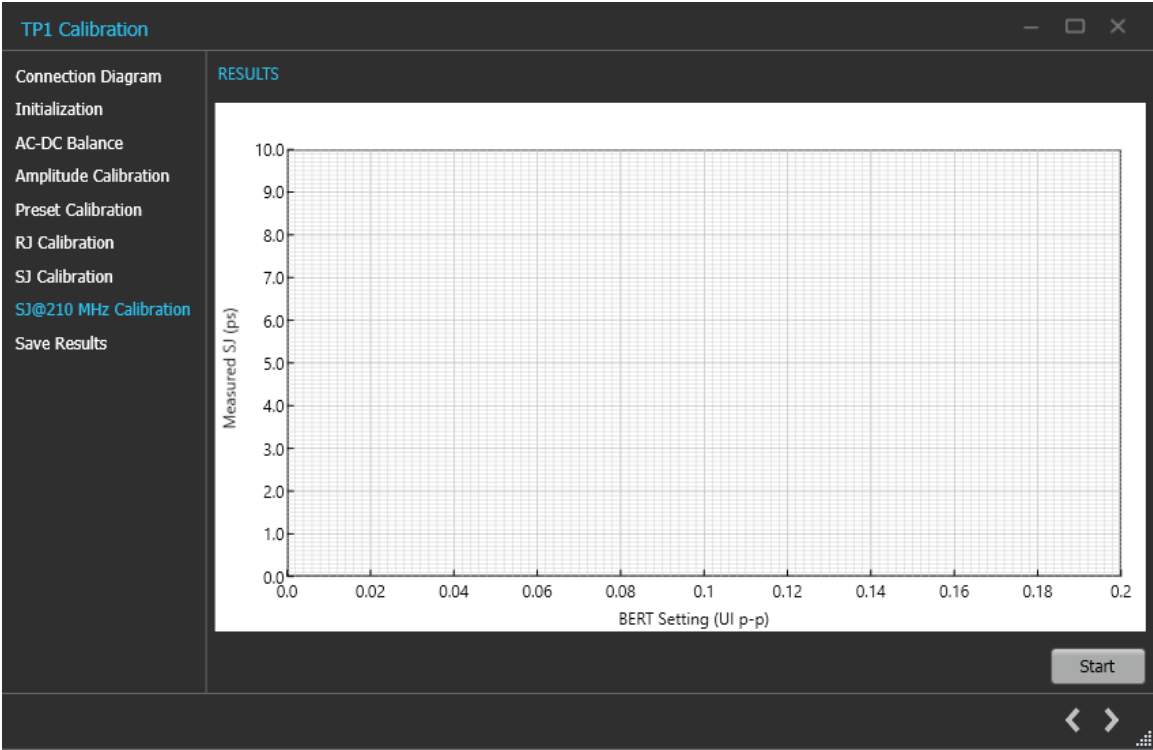 TP1 Calibration
Connection Diagram
Initialization
AC-DC Balance
Amplitude Calibration
Preset Calibration
RJ Calibration
SJ Calibration
SJ@210 MHz Calibration
Save Results
RESULTS
Measured SJ (ps)
10.0
9.0
8.0
7.0
6.0
5.0
4.0
3.0
2.0
1.0
0.0
0.0 0.02 0.04 0.06 0.08 0.1 0.12 0.14 0.16 0.18 0.2
BERT Setting (UI p-p)
Start